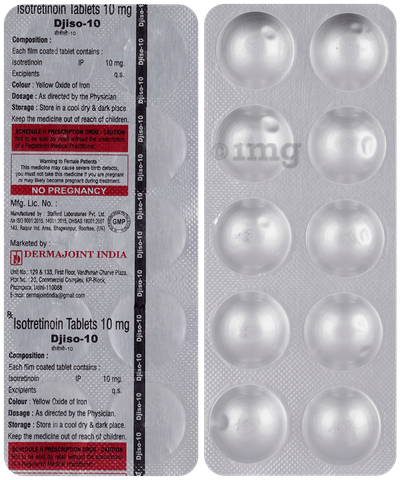 Isotretinoin Tablets 10 mg
Djiso-10
डीजीसो-10
Composition :
Each film coated tablet contains :
Isotretinoin IP 10 mg.
Excipients q.s.
Colour : Yellow Oxide of Iron
Dosage : As directed by the Physician.
Storage : Store in a cool dry & dark place
Keep the medicine out of reach of children.
SCHEDULE H PRESCRIPTION DRUG - CAUTION
Not to be sold by retail without the prescription
of a Registered Medical Practitioner.
Warning to Female Patients
This medicine may cause severe birth defects,
you must not take this medicine if you are pregnant
or may likely become pregnant during treatment.
NO PREGNANCY
Mfg. Lic. No. :
Manufactured by : Stanford Laboratories Pvt. Ltd.
An ISO 9001:2015, 14001:2015, OHSAS 18001:2007
143, Raipur Ind. Area, Bhagwanpur, Roorkee, (UK)
GMP
Marketed by :
DERMAJOINT INDIA
Unit No.: 129 & 133, First Floor, Vardhman Charve Plaza,
Complex, KP-Block,
Pitampura, Delhi-110088
E-mail: dermajointindia@gmail.com
Rx
Isotretinoin Tablets 10 mg
Djiso-10
डीजीसो-10
Composition :
Each film coated tablet contains :
Isotretinoin IP 10 mg.
Excipients q.s.
Colour : Yellow Oxide of Iron
Dosage : As directed by the Physician.
Storage : Store in a cool dry & dark place.
Keep the medicine out of reach of children.
SCHEDULE H PRESCRIPTION DRUG - CAUTION
Not to be sold by retail without the prescription
of a Registered Medical Practitioner.
Djiso-10 Djiso-10 Djiso-10 Djiso-10 Djiso-10 Djiso-10
1mg